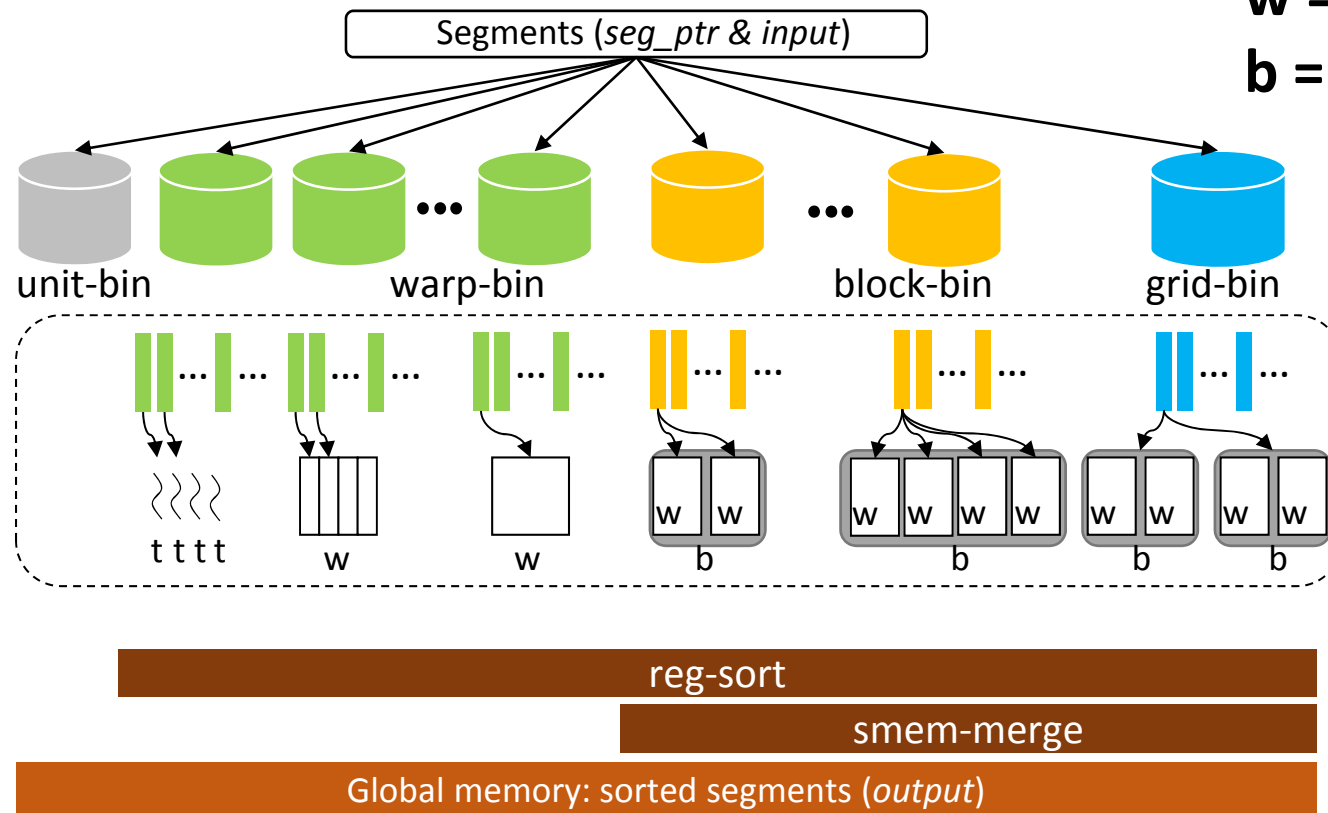 w =
Segments (seg_ptr & input)
b =
...
...
unit-bin
warp-bin
block-bin
grid-bin
... ... ... ... ... ... ... ... ... ... ... ...
w w w w w w w w w w
t t t t
w
w
b
b
b
b
reg-sort
smem-merge
Global memory: sorted segments (output)